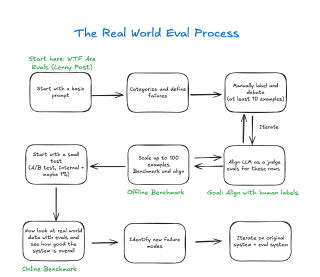 The Real World Eval Process
Start here: WTF Are
Evals (Lenny Post)
Start with a basic
prompt
Categorize and define
failures
Manually label and
debate
(at least 10 examples)
Iterate
Start with a small
test
(A/B test, Internal +
maybe 1%)
Scale up to 100
examples
Benchmark and align
Align LLM as a judge
evals for these rows
Offline Benchmark
Goal: Align with human labels
Now look at real world
data with evals and
see how good the
system is overall
Identify new failure
modes
Iterate on original
system + eval system
Online Benchmark